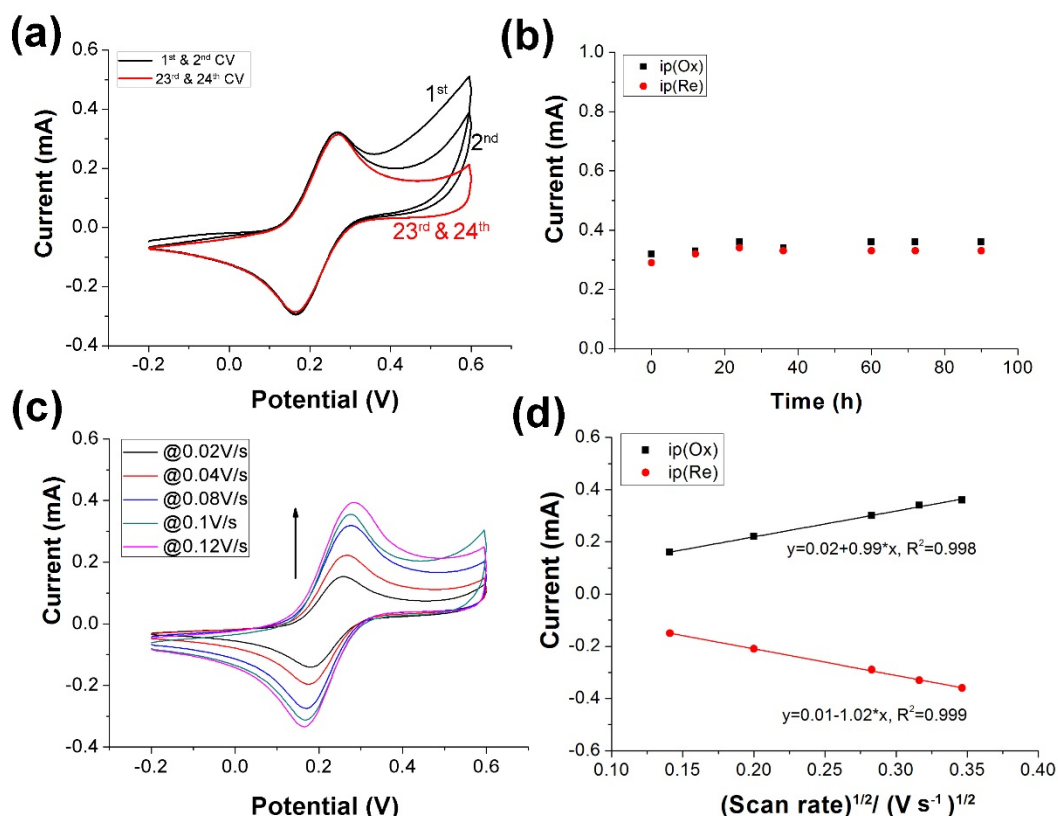 (a)
1st & 2nd CV
23rd & 24th CV
1st
2nd
23rd & 24th
0.6
0.4
0.2
0.0
-0.2
-0.4
Current (mA)
-0.2 0.0 0.2 0.4 0.6
Potential (V)
(b)
ip(Ox)
ip(Re)
1.0
0.8
0.6
0.4
0.2
0.0
Current (mA)
0 20 40 60 80 100
Time (h)
(c)
@0.02V/s
@0.04V/s
@0.08V/s
@0.1V/s
@0.12V/s
0.6
0.4
0.2
0.0
-0.2
-0.4
Current (mA)
-0.2 0.0 0.2 0.4 0.6
Potential (V)
(d)
ip(Ox)
ip(Re)
y=0.02+0.99*x, R2=0.998
y=0.01-1.02*x, R2=0.999
0.6
0.4
0.2
0.0
-0.2
-0.4
-0.6
Current (mA)
0.10 0.15 0.20 0.25 0.30 0.35 0.40
(Scan rate)1/2/ (V s-1 )1/2